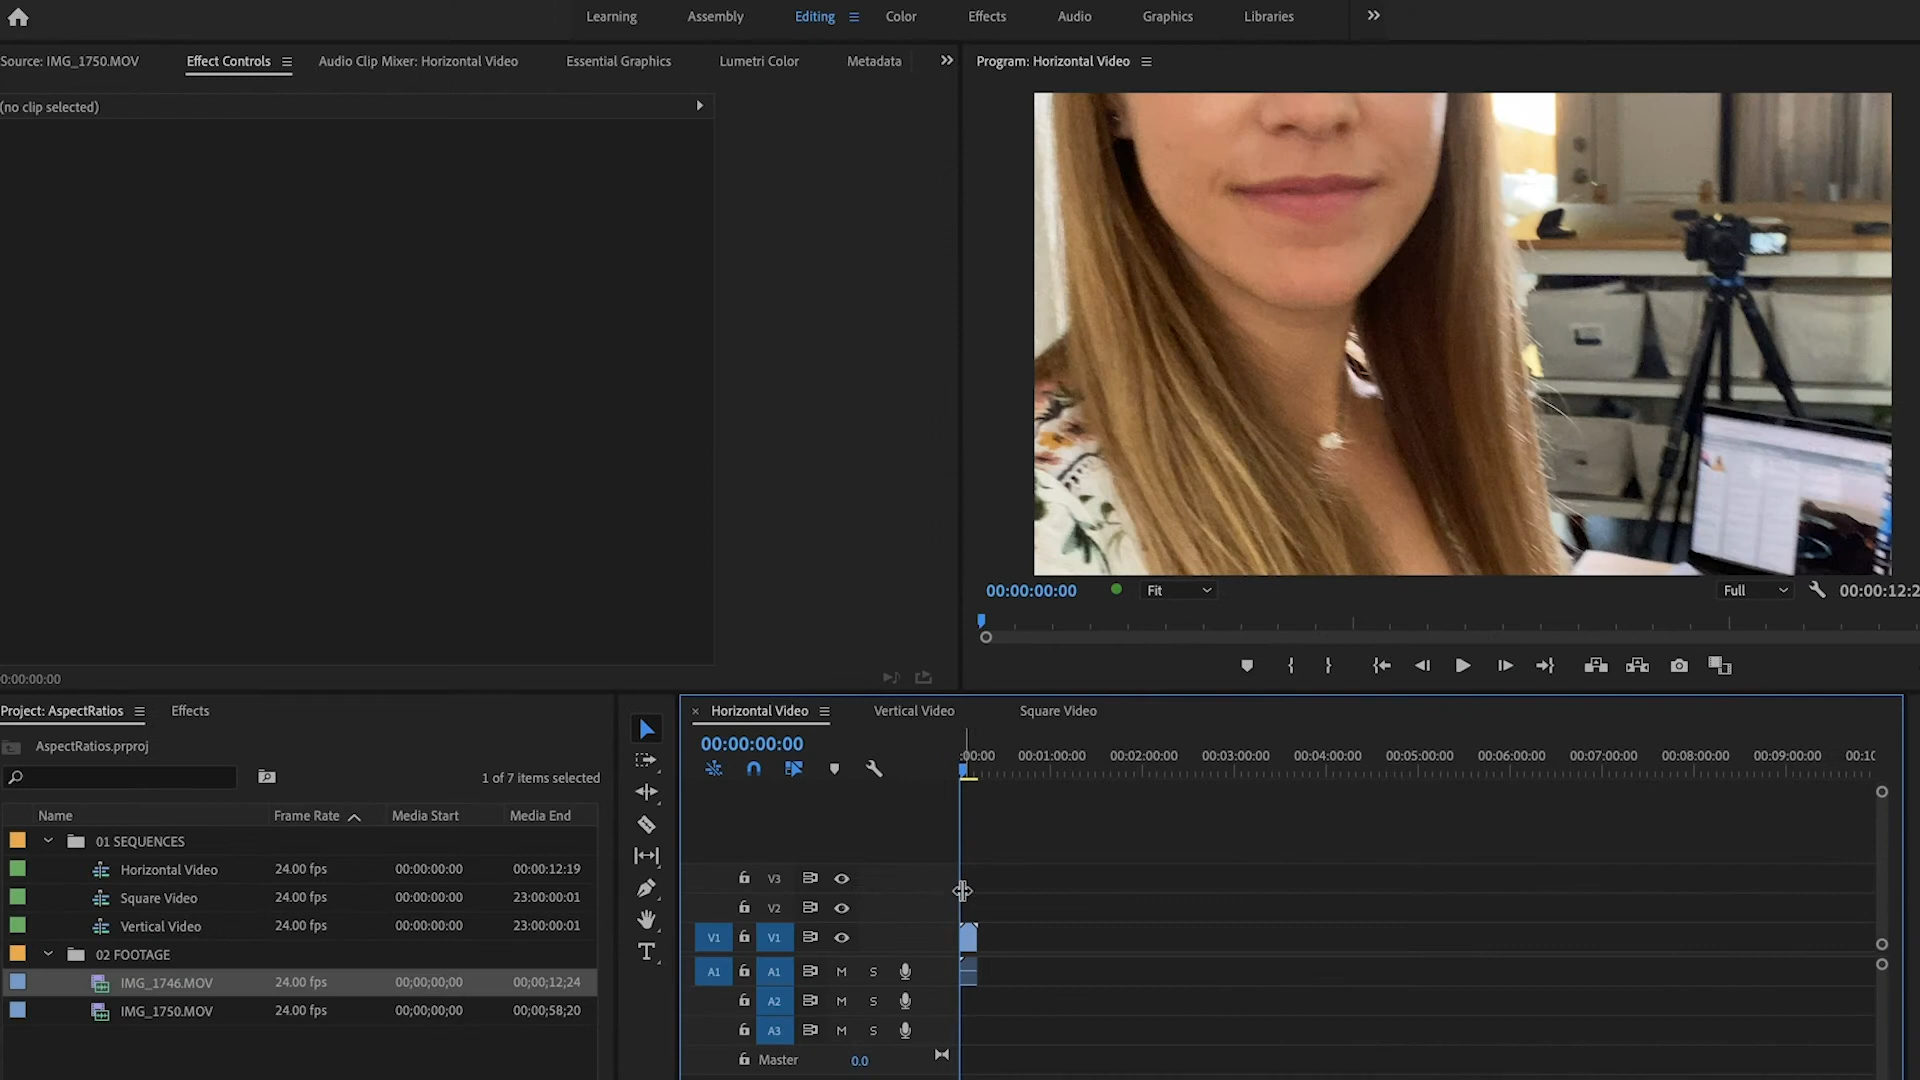 Learning Assembly Editing Color Effects Audio Graphics Libraries
Source: IMG_1750.MOV Effect Controls Audio Clip Mixer: Horizontal Video Essential Graphics Lumetri Color Metadata
Program: Horizontal Video
(no clip selected)
00:00:00:00 Fit Full 00:00:12:2
0:00:00:00
Project: AspectRatios Effects
AspectRatios.prproj
1 of 7 items selected
Name Frame Rate Media Start Media End
01 SEQUENCES
Horizontal Video 24.00 fps 00:00:00:00 00:00:12:19
Square Video 24.00 fps 00:00:00:00 23:00:00:01
Vertical Video 24.00 fps 00:00:00:00 23:00:00:01
02 FOOTAGE
IMG_1746.MOV 24.00 fps 00;00;00;00 00;00;12;24
IMG_1750.MOV 24.00 fps 00;00;00;00 00;00;58;20
T
× Horizontal Video Vertical Video Square Video
00:00:00:00
:00:00 00:01:00:00 00:02:00:00 00:03:00:00 00:04:00:00 00:05:00:00 00:06:00:00 00:07:00:00 00:08:00:00 00:09:00:00 00:10
V3
V2
V1 V1
A1 A1 M S
A2 M S
A3 M S
Master 0.0